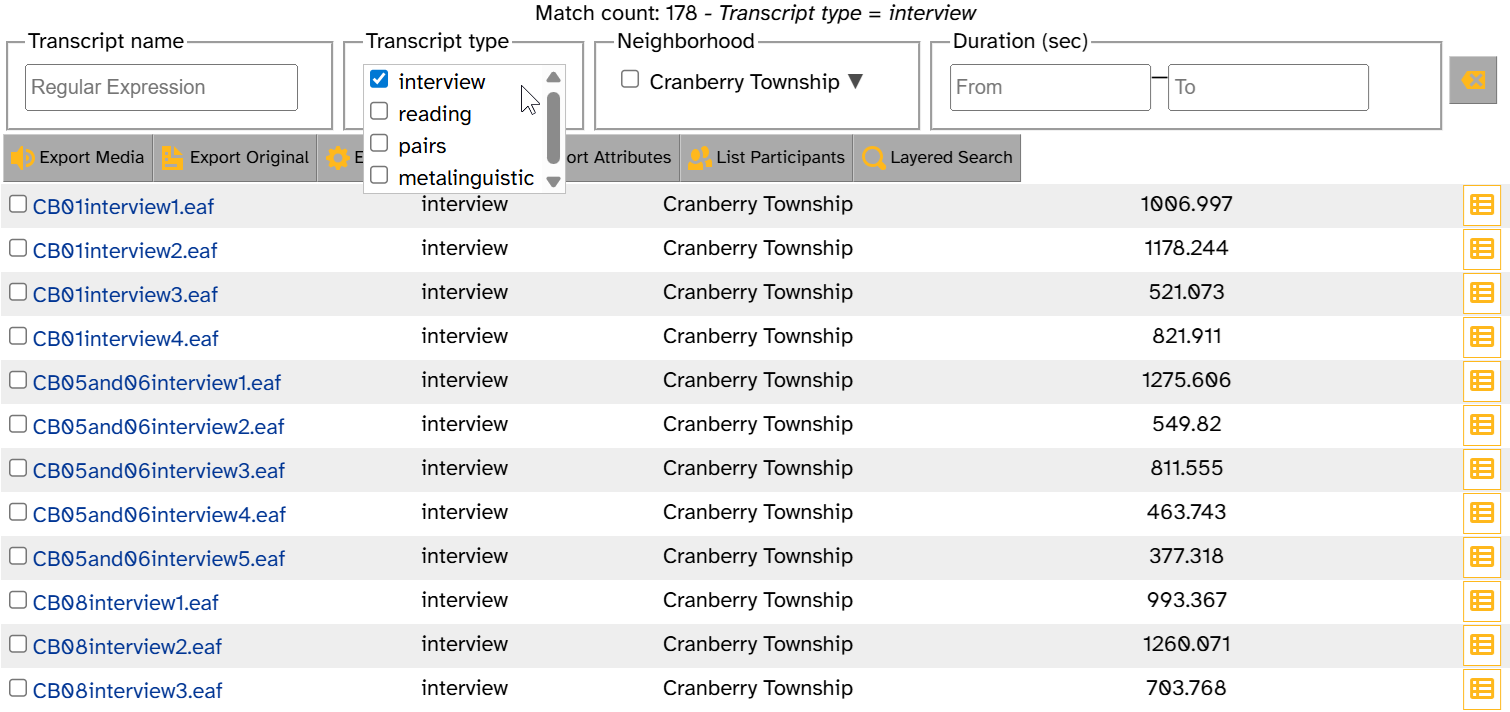 Match count: 178 - Transcript type = interview
Transcript name Transcript type Neighborhood Duration (sec)
Regular Expression interview Cranberry Township ▼ From — To
reading
pairs
metalinguistic
Export Media Export Original E ort Attributes List Participants Layered Search
CB01interview1.eaf interview Cranberry Township 1006.997
CB01interview2.eaf interview Cranberry Township 1178.244
CB01interview3.eaf interview Cranberry Township 521.073
CB01interview4.eaf interview Cranberry Township 821.911
CB05and06interview1.eaf interview Cranberry Township 1275.606
CB05and06interview2.eaf interview Cranberry Township 549.82
CB05and06interview3.eaf interview Cranberry Township 811.555
CB05and06interview4.eaf interview Cranberry Township 463.743
CB05and06interview5.eaf interview Cranberry Township 377.318
CB08interview1.eaf interview Cranberry Township 993.367
CB08interview2.eaf interview Cranberry Township 1260.071
CB08interview3.eaf interview Cranberry Township 703.768